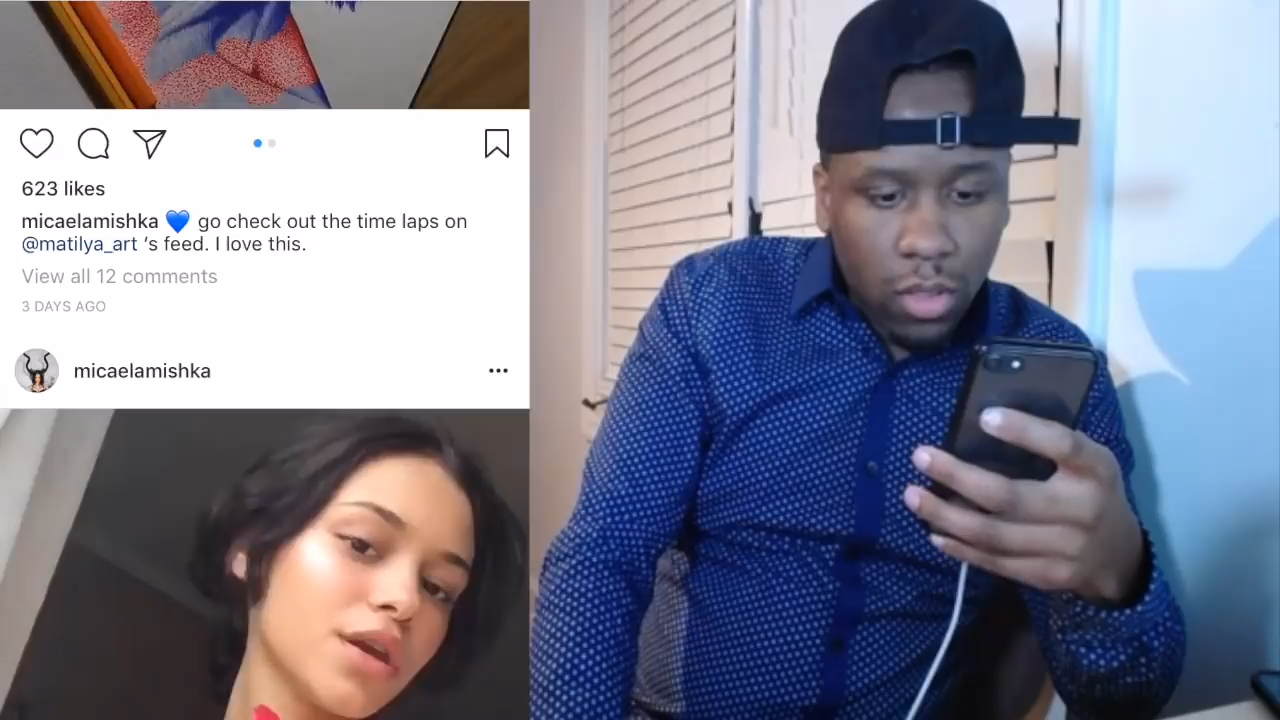 623 likes
micaelamishka 💙 go check out the time laps on
@matilya_art ‘s feed. I love this.
View all 12 comments
3 DAYS AGO
micaelamishka